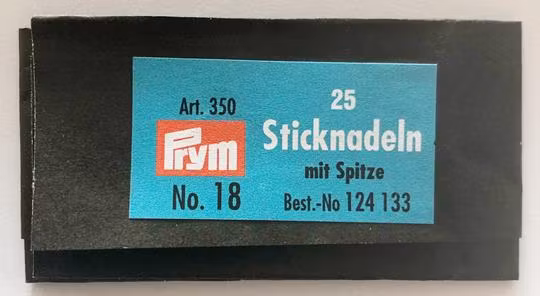 Art. 350
Prym
No. 18
25
Sticknadeln
mit Spitze
Best.-No 124 133